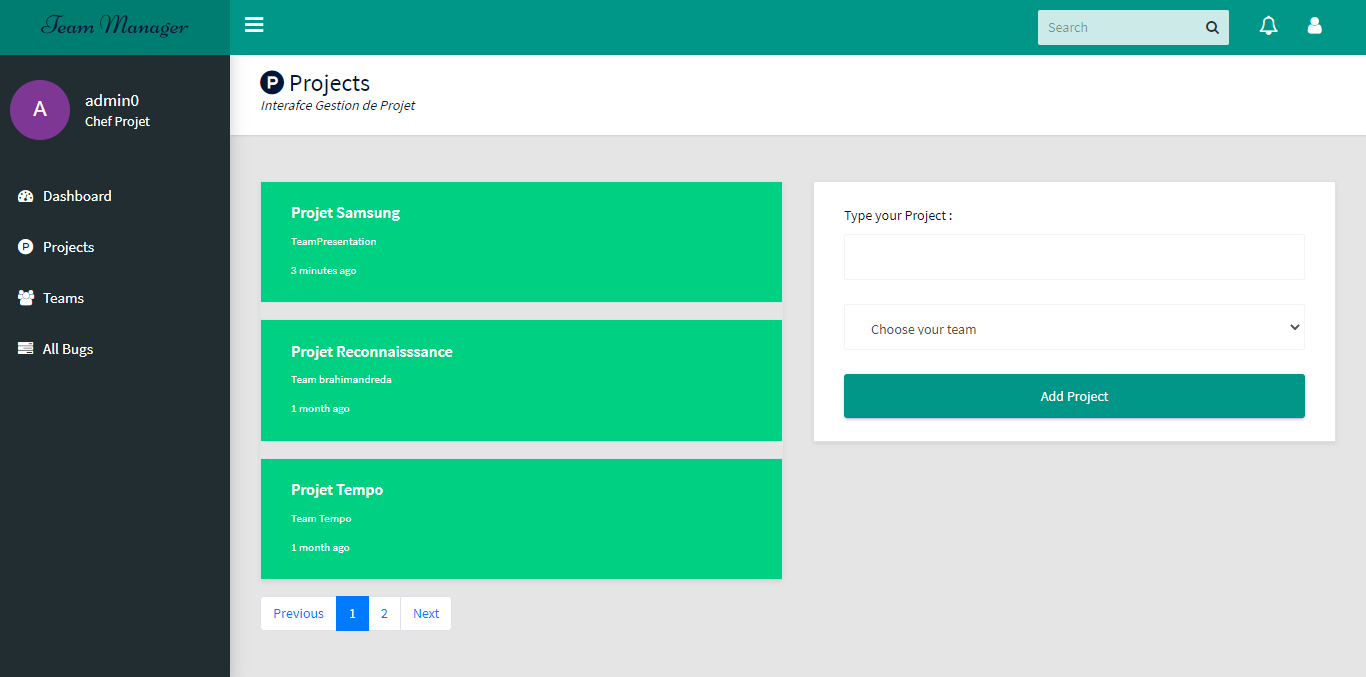 Team Manager
Search
A
admin0
Chef Projet
Dashboard
Projects
Teams
All Bugs
P Projects
Interafce Gestion de Projet
Projet Samsung
TeamPresentation
3 minutes ago
Projet Reconnaisssance
Team brahimandreda
1 month ago
Projet Tempo
Team Tempo
1 month ago
Previous 1 2 Next
Type your Project :
Choose your team
Add Project